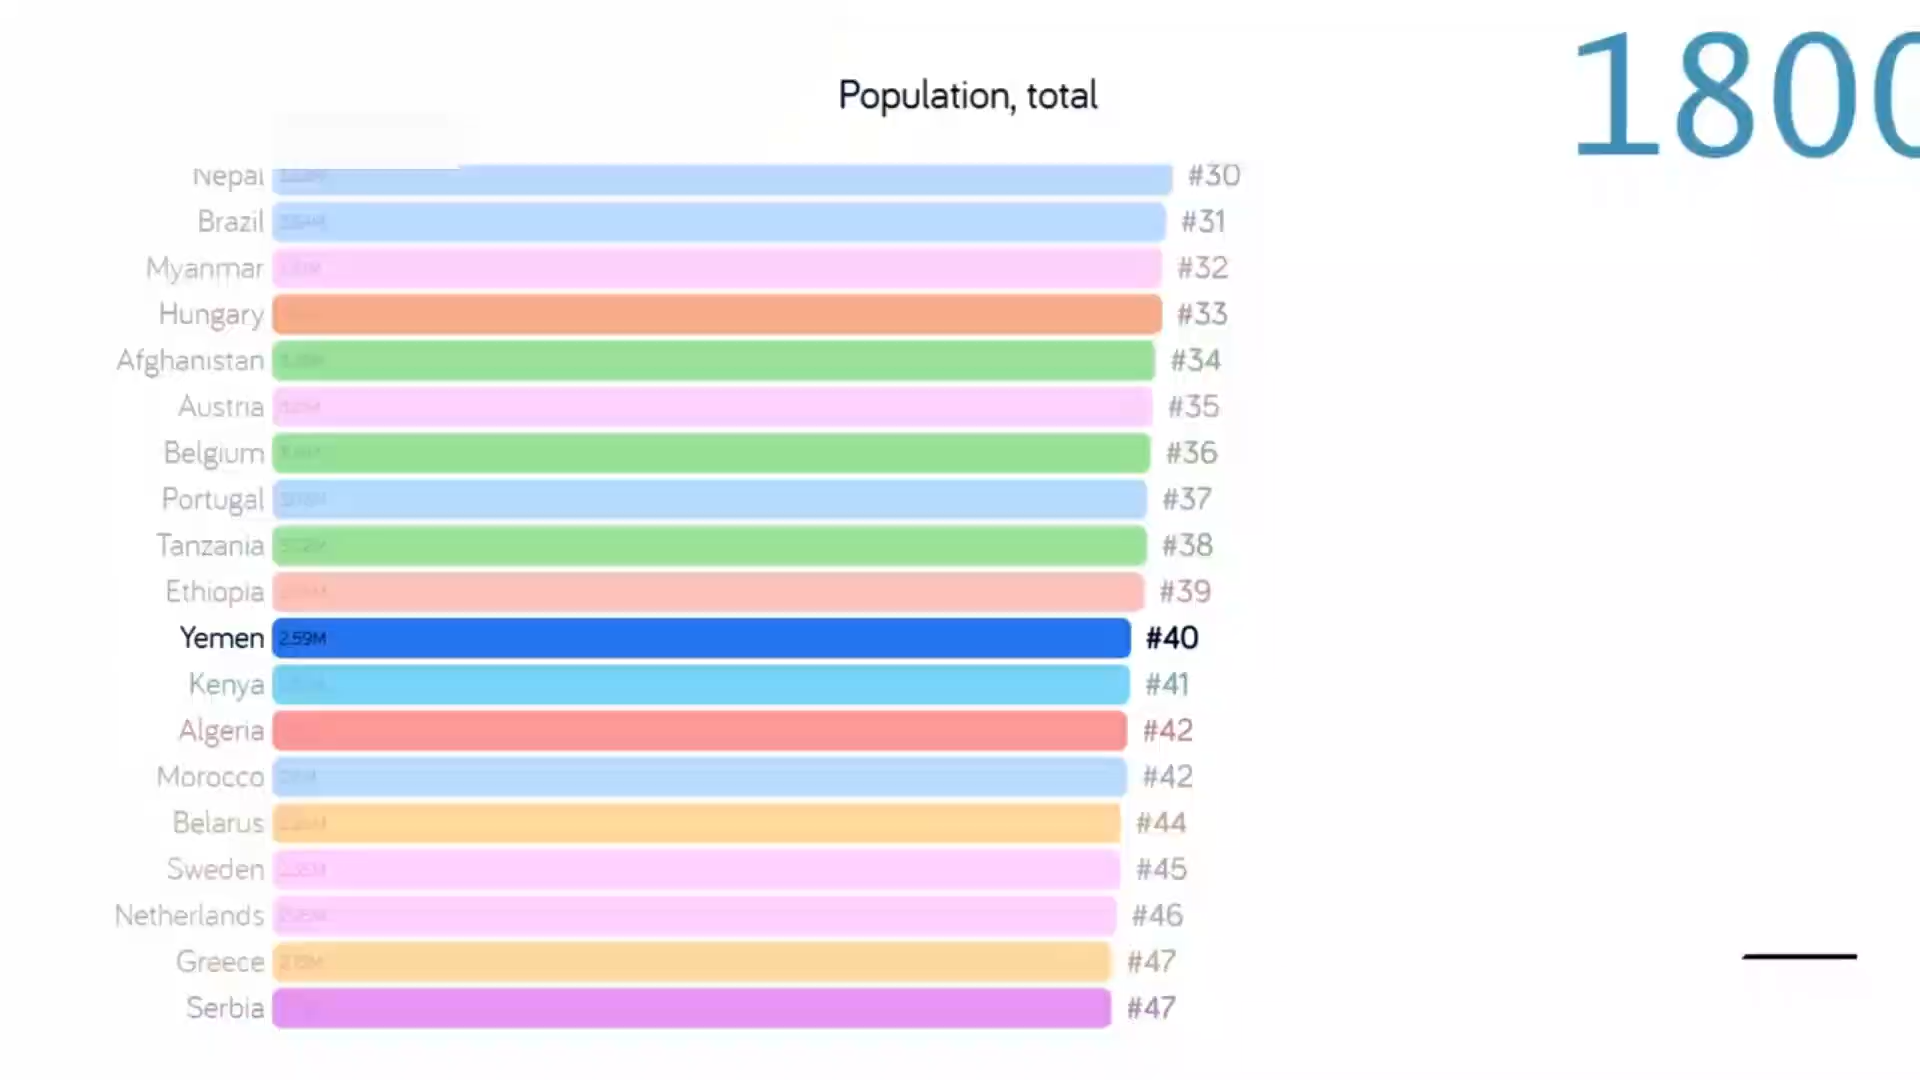 1800
Population, total
Nepal #30
Brazil #31
Myanmar #32
Hungary #33
Afghanistan #34
Austria #35
Belgium #36
Portugal #37
Tanzania #38
Ethiopia #39
Yemen 2.59M #40
Kenya #41
Algeria #42
Morocco #42
Belarus #44
Sweden #45
Netherlands #46
Greece #47
Serbia #47